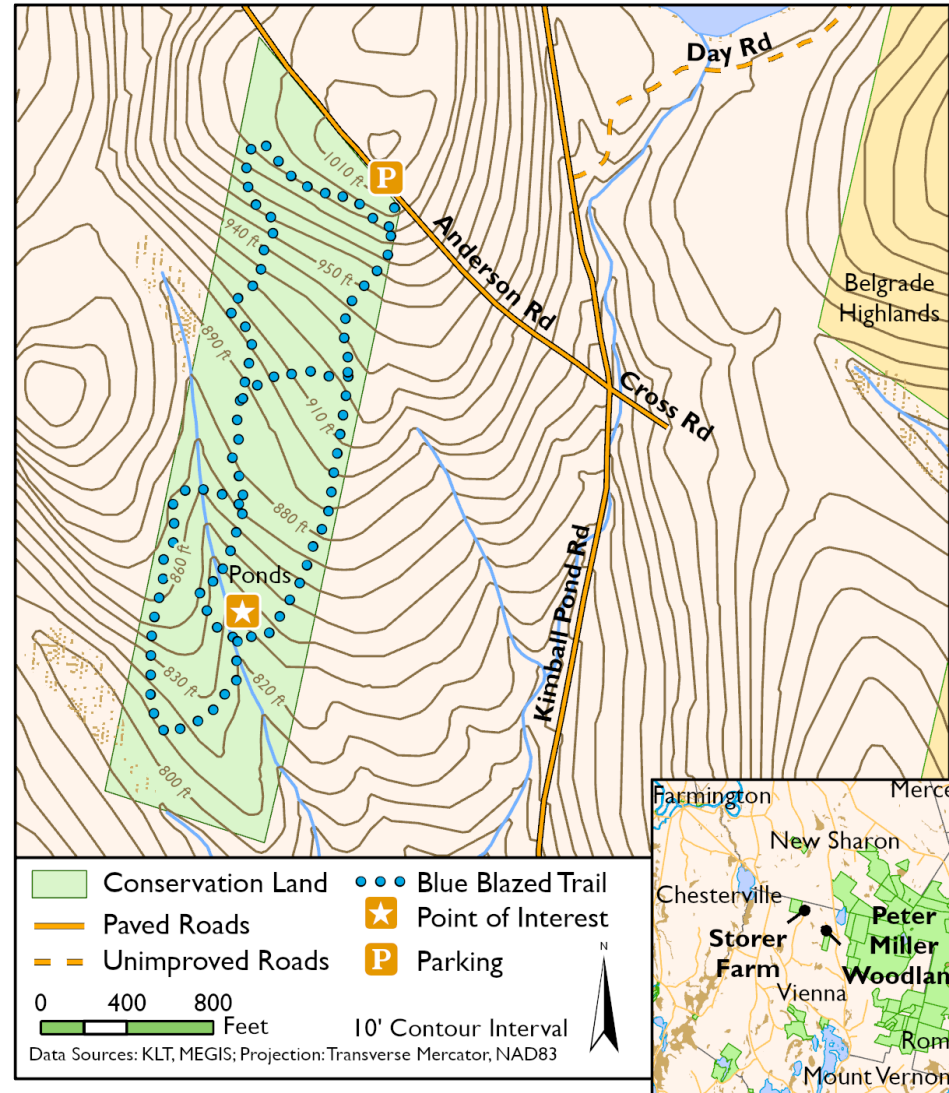 Day Rd
P
1010 ft
Anderson Rd
940 ft
950 ft
Belgrade
Highlands
890 ft
Cross Rd
910 ft
880 ft
860 ft
Ponds
Kimball Pond Rd
830 ft
820 ft
800 ft
Conservation Land
Blue Blazed Trail
Paved Roads
Point of Interest
Unimproved Roads
P
Parking
N
0 400 800
Feet
10' Contour Interval
Data Sources: KLT, MEGIS; Projection: Transverse Mercator, NAD83
Farmington
Merce
New Sharon
Chesterville
Storer
Farm
Peter
Miller
Woodlan
Vienna
Rom
Mount Vernon